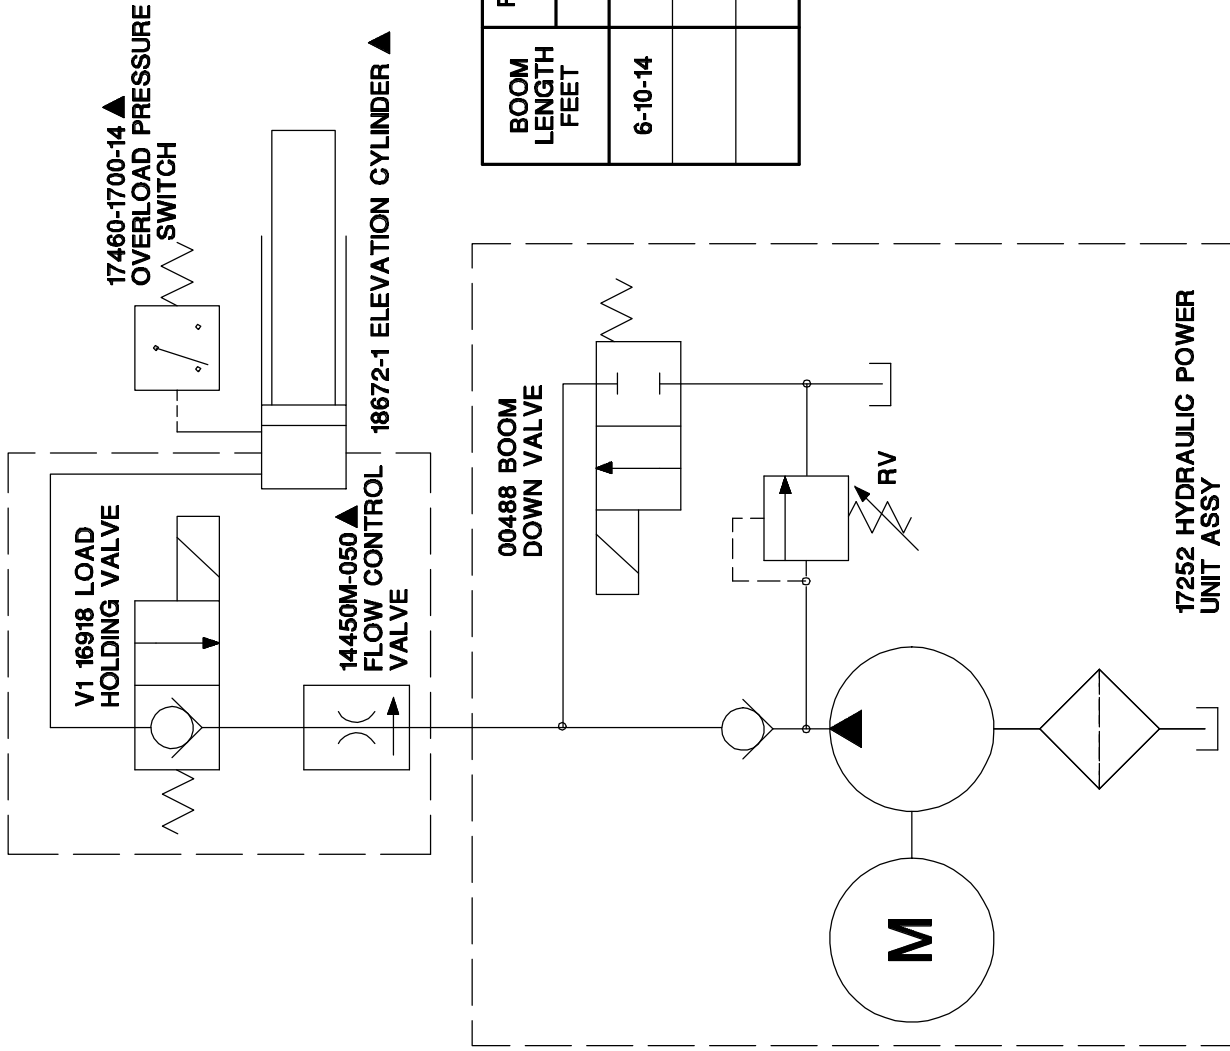 17460-1700-14 ▲
OVERLOAD PRESSURE
SWITCH
18672-1 ELEVATION CYLINDER ▲
V1 16918 LOAD
HOLDING VALVE
14450M-050 ▲
FLOW CONTROL
VALVE
BOOM
LENGTH
FEET
6-10-14
00488 BOOM
DOWN VALVE
RV
M
17252 HYDRAULIC POWER
UNIT ASSY